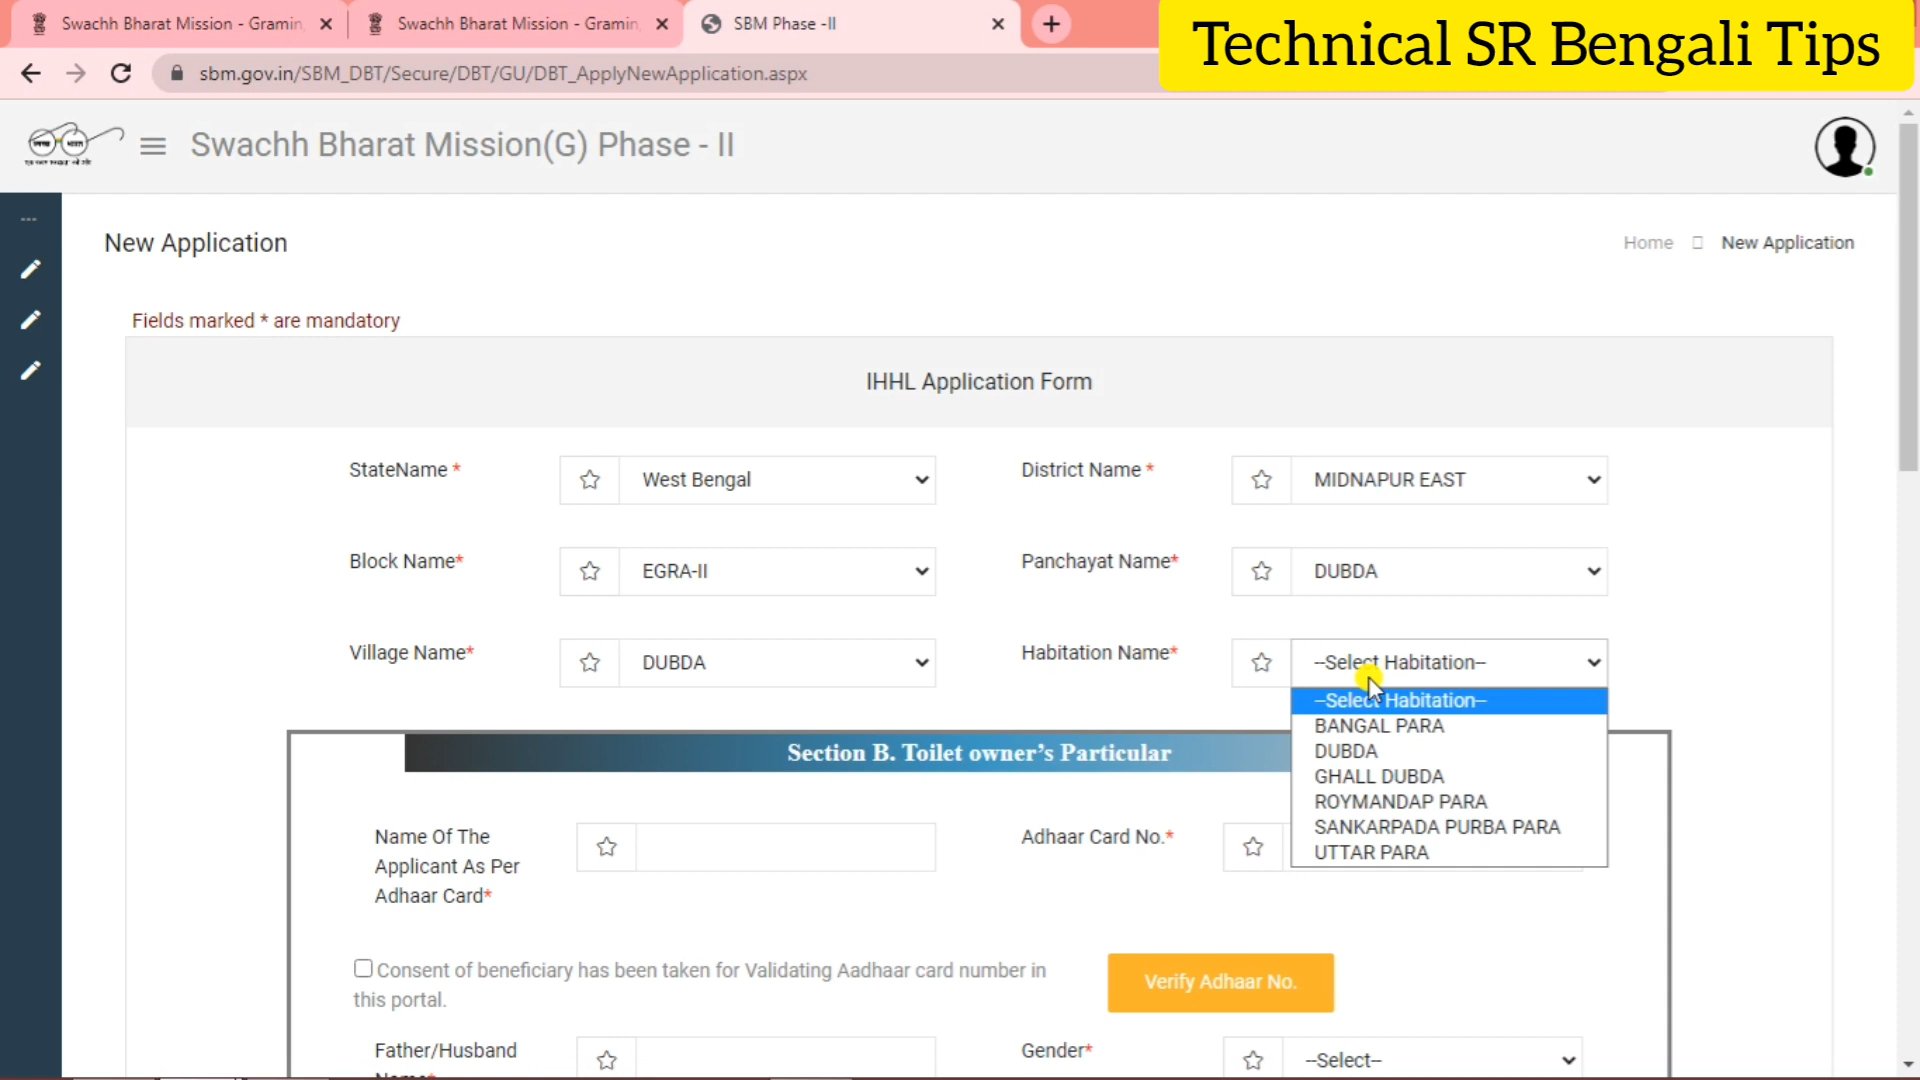 Swachh Bharat Mission - Gramin,
Swachh Bharat Mission - Gramin,
SBM Phase -II
Technical SR Bengali Tips
sbm.gov.in/SBM_DBT/Secure/DBT/GU/DBT_ApplyNewApplication.aspx
Swachh Bharat Mission(G) Phase - II
New Application
Home New Application
Fields marked * are mandatory
IHHL Application Form
StateName * West Bengal District Name * MIDNAPUR EAST
Block Name* EGRA-II Panchayat Name* DUBDA
Village Name* DUBDA Habitation Name* --Select Habitation--
--Select Habitation--
BANGAL PARA
DUBDA
GHALL DUBDA
ROYMANDAP PARA
SANKARPADA PURBA PARA
UTTAR PARA
Section B. Toilet owner’s Particular
Name Of The
Applicant As Per
Adhaar Card*
Adhaar Card No.*
Consent of beneficiary has been taken for Validating Aadhaar card number in
this portal.
Verify Adhaar No.
Father/Husband
Gender* --Select--